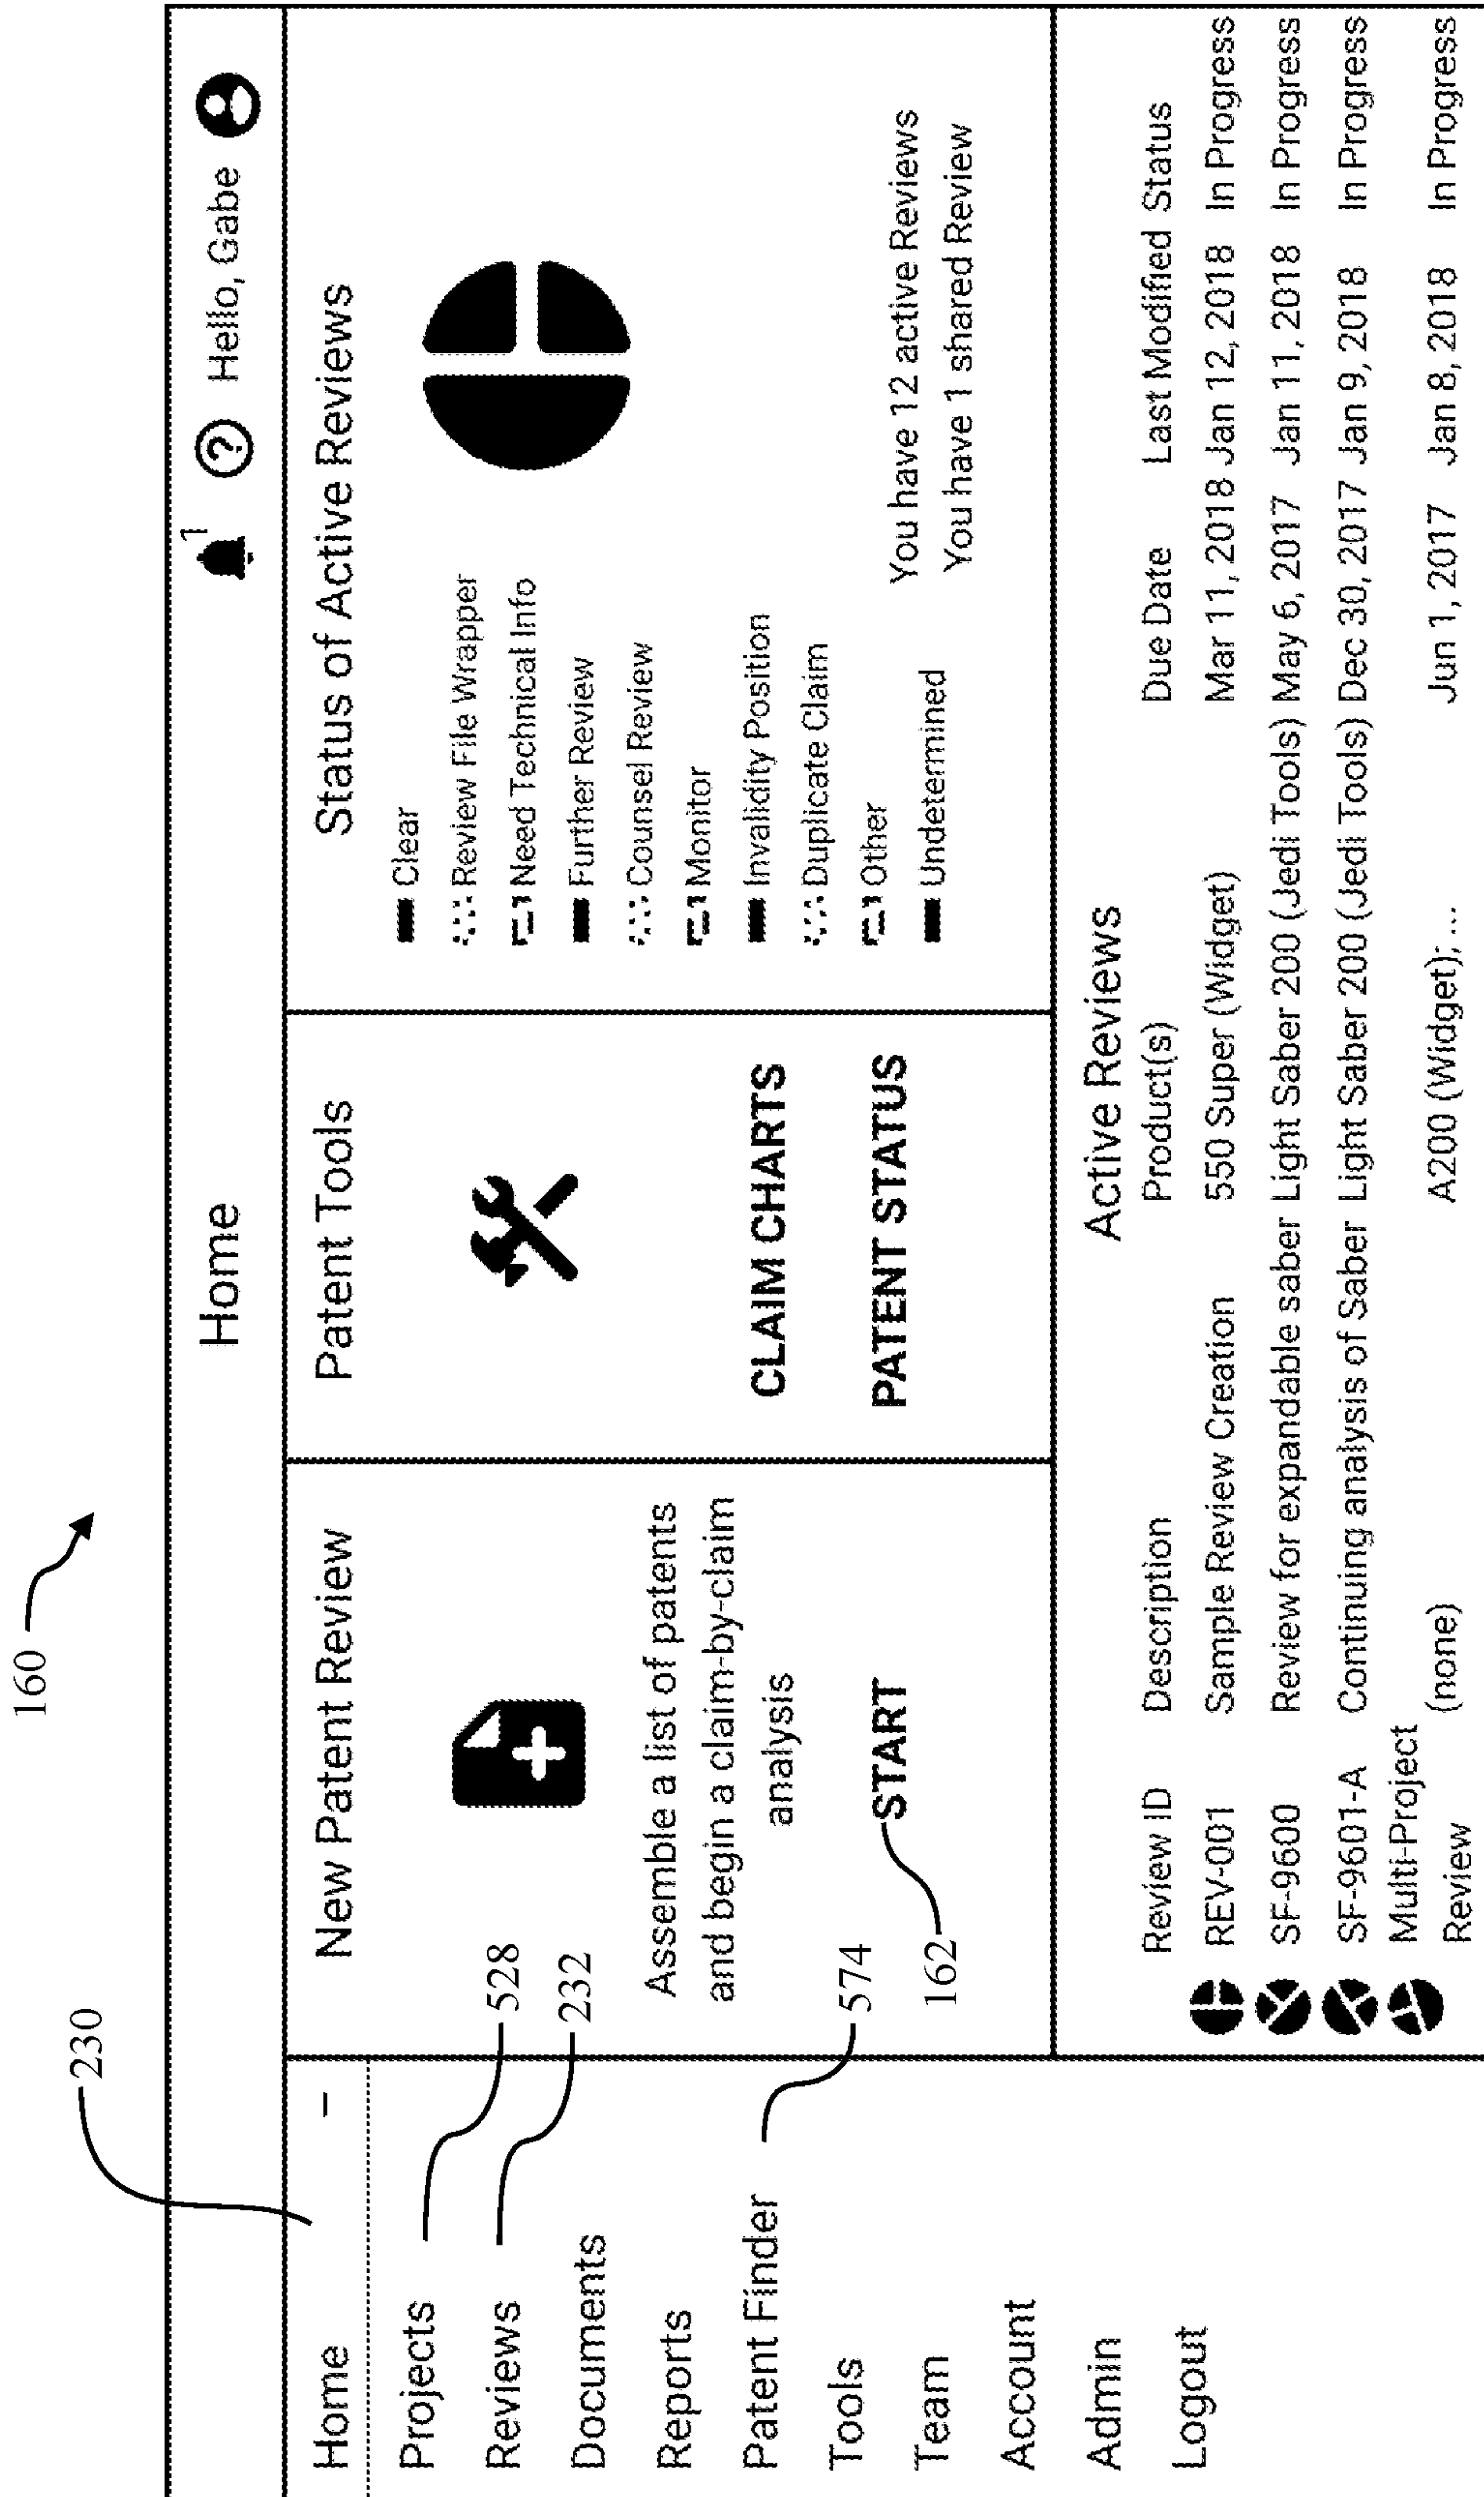 160
230
Home
1
?
Hello, Gabe
Home –
Projects
Reviews
Documents
Reports
Patent Finder
Tools
Team
Account
Admin
Logout
528
232
574
162
New Patent Review
Assemble a list of patents
and begin a claim-by-claim
analysis
START
Patent Tools
CLAIM CHARTS
PATENT STATUS
Status of Active Reviews
Clear
Review File Wrapper
Need Technical Info
Further Review
Counsel Review
Monitor
Invalidity Position
Duplicate Claim
Other
Undetermined
You have 12 active Reviews
You have 1 shared Review
Active Reviews
Review ID Description Product(s) Due Date Last Modified Status
REV-001 Sample Review Creation 550 Super (Widget) Mar 11, 2018 Jan 12, 2018 In Progress
SF-9600 Review for expandable saber Light Saber 200 (Jedi Tools) May 6, 2017 Jan 11, 2018 In Progress
SF-9601-A Continuing analysis of Saber Light Saber 200 (Jedi Tools) Dec 30, 2017 Jan 9, 2018 In Progress
Multi-Project
Review (none) A200 (Widget); ... Jun 1, 2017 Jan 8, 2018 In Progress